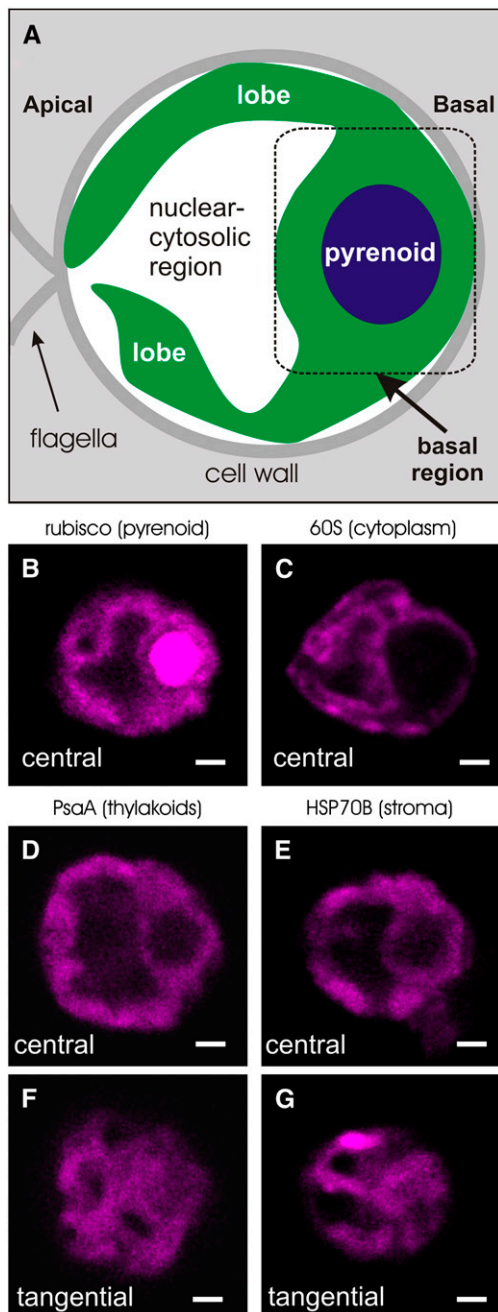 A
Apical
lobe
Basal
nuclear-
cytosolic
region
pyrenoid
lobe
flagella
cell wall
basal
region
rubisco (pyrenoid)
60S (cytoplasm)
B
central
C
central
PsaA (thylakoids)
HSP70B (stroma)
D
central
E
central
F
tangential
G
tangential